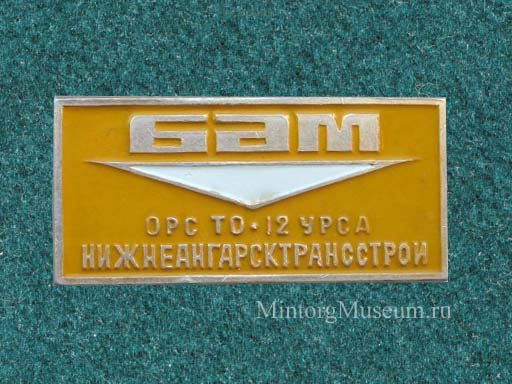 БАМ
ОРС ТО-12 УРСА
НИЖНЕАНГАРСКТРАНССТРОЙ
MintorgMuseum.ru